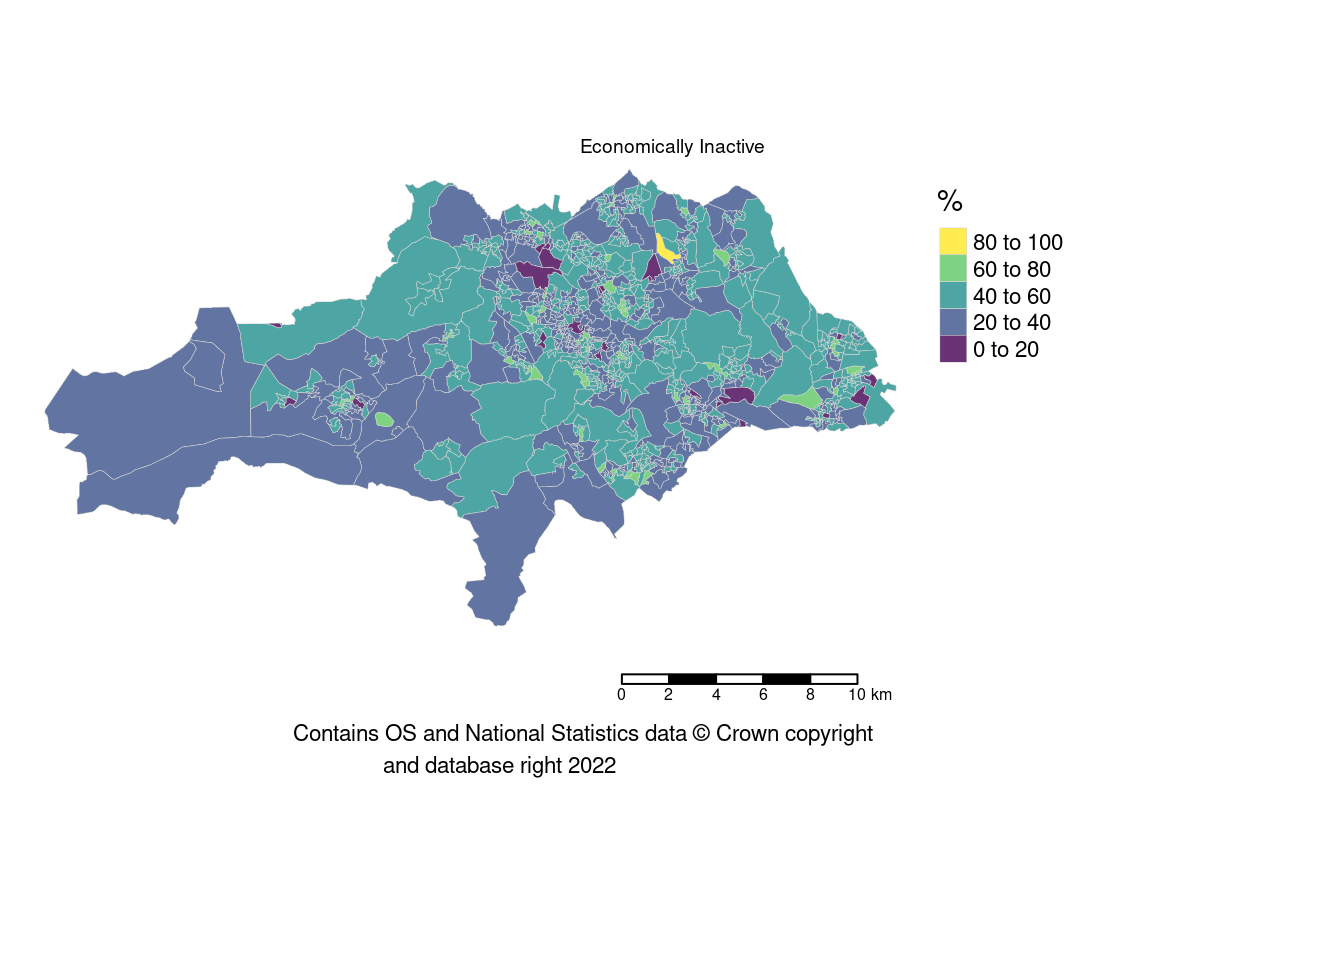 Economically Inactive
%
80 to 100
60 to 80
40 to 60
20 to 40
0 to 20
0 2 4 6 8 10 km
Contains OS and National Statistics data © Crown copyright
and database right 2022